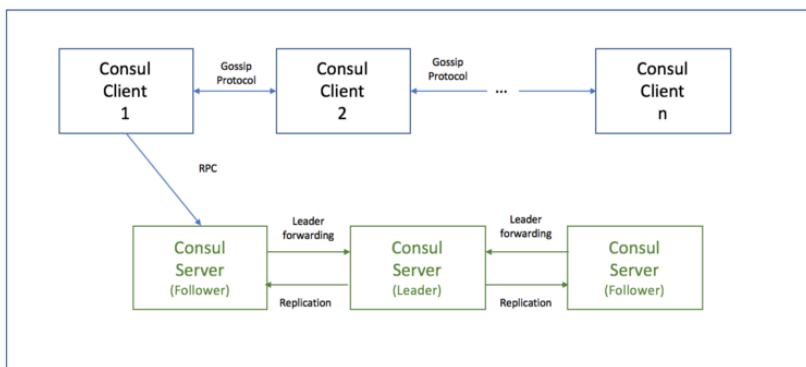 Consul
Client
1
Gossip
Protocol
Consul
Client
2
Gossip
Protocol
...
Consul
Client
n
RPC
Consul
Server
(Follower)
Leader
forwarding
Replication
Consul
Server
(Leader)
Leader
forwarding
Replication
Consul
Server
(Follower)